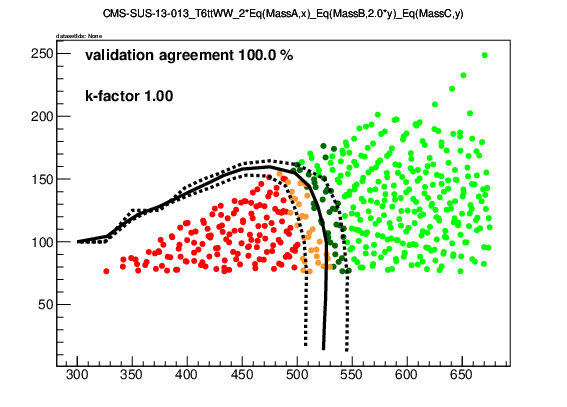 CMS-SUS-13-013_T6ttWW_2*Eq(MassA,x)_Eq(MassB,2.0*y)_Eq(MassC,y)
datasetIds: None
validation agreement 100.0 %
k-factor 1.00
250
200
150
100
50
300 350 400 450 500 550 600 650